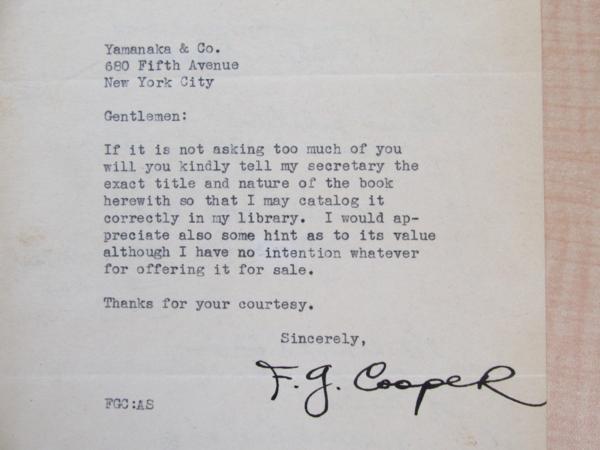 Yamanaka & Co.
680 Fifth Avenue
New York City
Gentlemen:
If it is not asking too much of you
will you kindly tell my secretary the
exact title and nature of the book
herewith so that I may catalog it
correctly in my library.  I would ap-
preciate also some hint as to its value
although I have no intention whatever
for offering it for sale.
Thanks for your courtesy.
Sincerely,
F. G. Cooper
FGC:AS